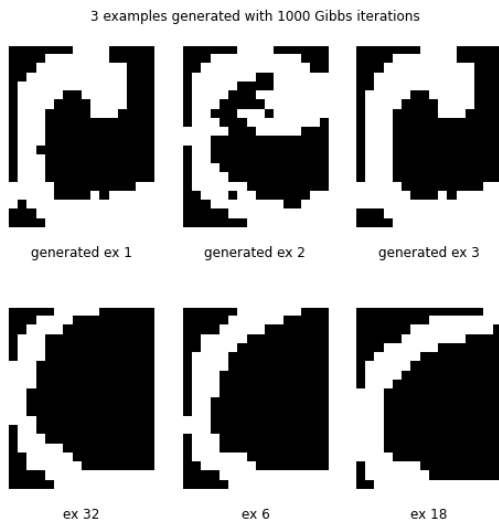 3 examples generated with 1000 Gibbs iterations
generated ex 1 generated ex 2 generated ex 3
ex 32 ex 6 ex 18